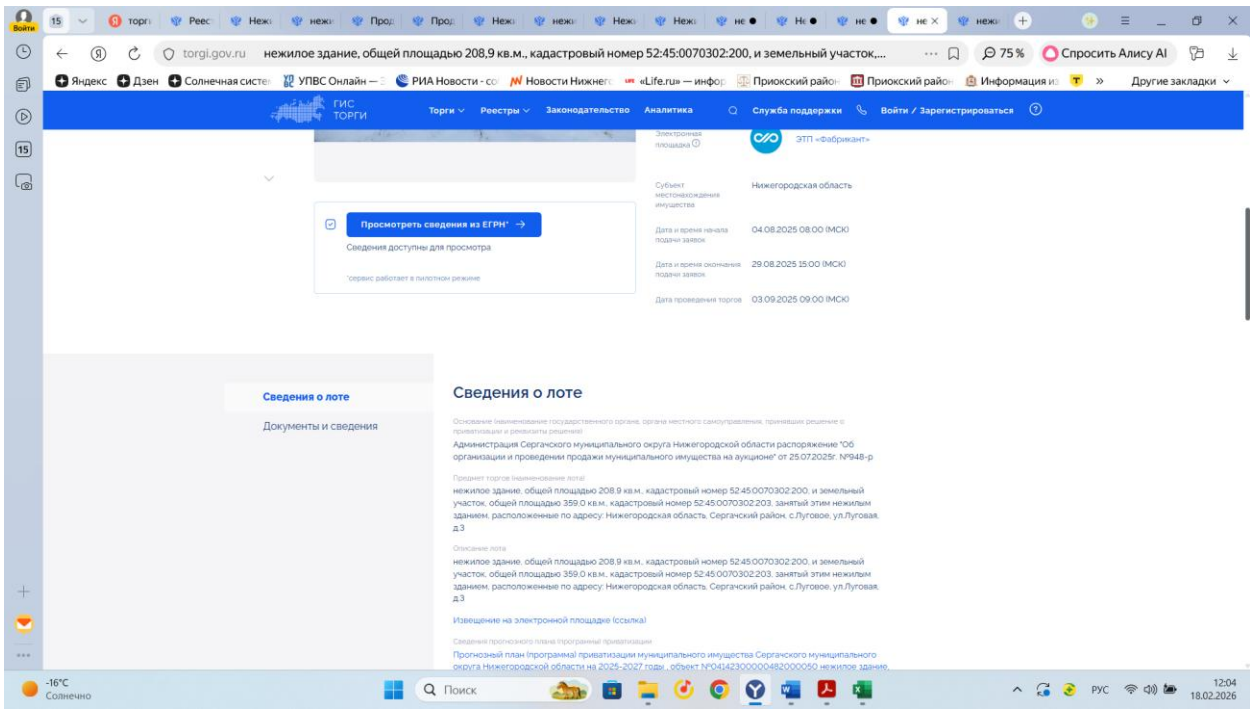 Войти
15
торги
Реес
Нежи
нежи
Прод
Прод
Нежи
нежи
Нежи
Нежи
не
Не
не
не
нежи
torgi.gov.ru
нежилое здание, общей площадью 208,9 кв.м., кадастровый номер 52:45:0070302:200, и земельный участок,...
75 %
Спросить Алису AI
Яндекс
Дзен
Солнечная систе
УПВС Онлайн —
РИА Новости - со
Новости Нижнег
«Life.ru» — инфор
Приокский район
Приокский район
Информация из
»
Другие закладки
ГИС
ТОРГИ
Торги
Реестры
Законодательство
Аналитика
Служба поддержки
Войти / Зарегистрироваться
15
Электронная
площадка
ЭТП «Фабрикант»
Субъект
местонахождения
имущества
Нижегородская область
Просмотреть сведения из ЕГРН* →
Сведения доступны для просмотра
*сервис работает в пилотном режиме
Дата и время начала
подачи заявок
04.08.2025 08:00 (МСК)
Дата и время окончания
подачи заявок
29.08.2025 15:00 (МСК)
Дата проведения торгов
03.09.2025 09:00 (МСК)
Сведения о лоте
Документы и сведения
Сведения о лоте
Основание (наименование государственного органа, органа местного самоуправления, принявших решение о
приватизации и реквизиты решения)
Администрация Сергачского муниципального округа Нижегородской области распоряжение "Об
организации и проведении продажи муниципального имущества на аукционе" от 25.07.2025г. №948-р
Предмет торгов (наименование лота)
нежилое здание, общей площадью 208,9 кв.м., кадастровый номер 52:45:0070302:200, и земельный
участок, общей площадью 359,0 кв.м., кадастровый номер 52:45:0070302:203, занятый этим нежилым
зданием, расположенные по адресу: Нижегородская область, Сергачский район, с.Луговое, ул.Луговая,
д.3
Описание лота
нежилое здание, общей площадью 208,9 кв.м., кадастровый номер 52:45:0070302:200, и земельный
участок, общей площадью 359,0 кв.м., кадастровый номер 52:45:0070302:203, занятый этим нежилым
зданием, расположенные по адресу: Нижегородская область, Сергачский район, с.Луговое, ул.Луговая,
д.3
Извещение на электронной площадке (ссылка)
Сведения прогнозного плана (программы) приватизации
Прогнозный план (программа) приватизации муниципального имущества Сергачского муниципального
округа Нижегородской области на 2025-2027 годы , объект №04142300000482000050 нежилое здание,
-16°C
Солнечно
Поиск
РУС
12:04
18.02.2026